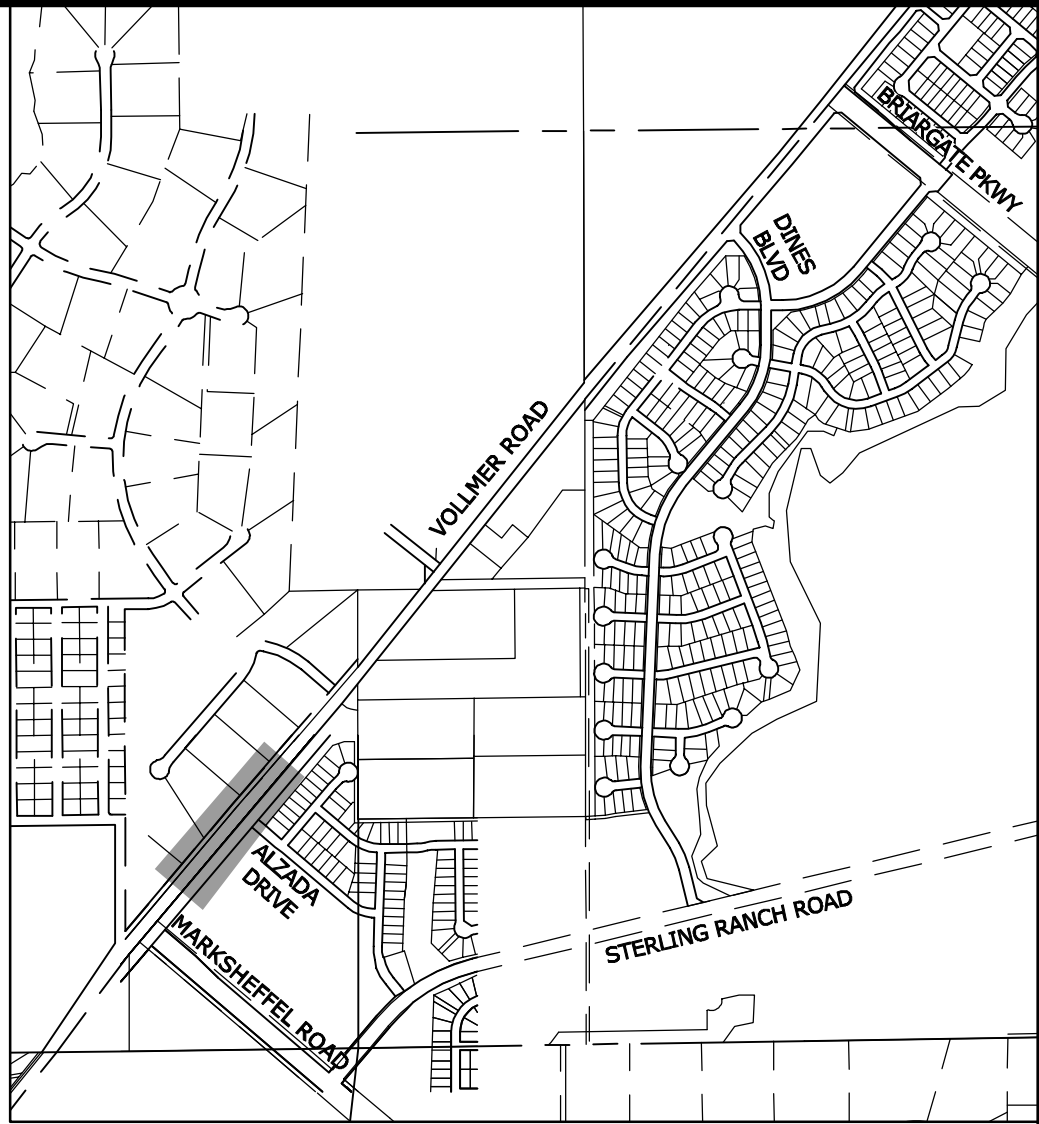 BRIARGATE PKWY
DINES
BLVD
VOLLMER ROAD
ALZADA
DRIVE
STERLING RANCH ROAD
MARKSHEFFEL ROAD